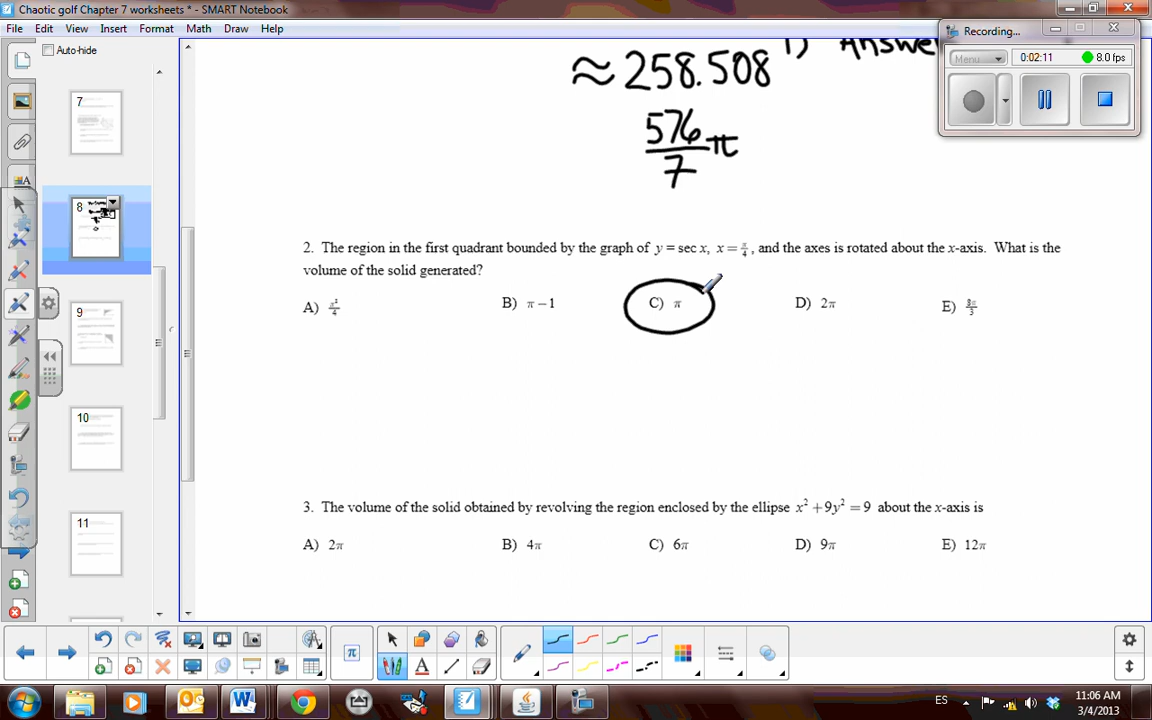 Chaotic golf Chapter 7 worksheets * - SMART Notebook
File Edit View Insert Format Math Draw Help
Recording...
Menu 0:02:11 8.0 fps
Auto-hide
7
8
9
10
11
1) Answer
≈ 258.508
576/7 π
2. The region in the first quadrant bounded by the graph of y = sec x, x = π/4, and the axes is rotated about the x-axis. What is the
volume of the solid generated?
A) π²/4 B) π − 1 C) π D) 2π E) 8π/3
3. The volume of the solid obtained by revolving the region enclosed by the ellipse x² + 9y² = 9 about the x-axis is
A) 2π B) 4π C) 6π D) 9π E) 12π
ES 11:06 AM
3/4/2013